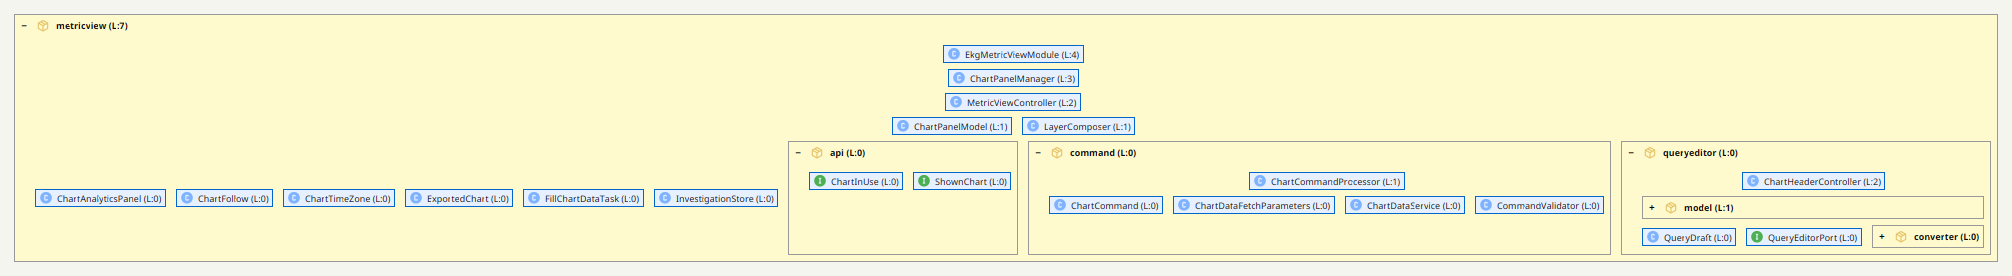 − metricview (L:7)
C EkgMetricViewModule (L:4)
C ChartPanelManager (L:3)
C MetricViewController (L:2)
C ChartPanelModel (L:1) C LayerComposer (L:1)
− api (L:0) − command (L:0) − queryeditor (L:0)
I ChartInUse (L:0) I ShownChart (L:0) C ChartCommandProcessor (L:1) C ChartHeaderController (L:2)
C ChartAnalyticsPanel (L:0) C ChartFollow (L:0) C ChartTimeZone (L:0) C ExportedChart (L:0) C FillChartDataTask (L:0) C InvestigationStore (L:0)
C ChartCommand (L:0) C ChartDataFetchParameters (L:0) C ChartDataService (L:0) C CommandValidator (L:0) + model (L:1)
C QueryDraft (L:0) I QueryEditorPort (L:0) + converter (L:0)